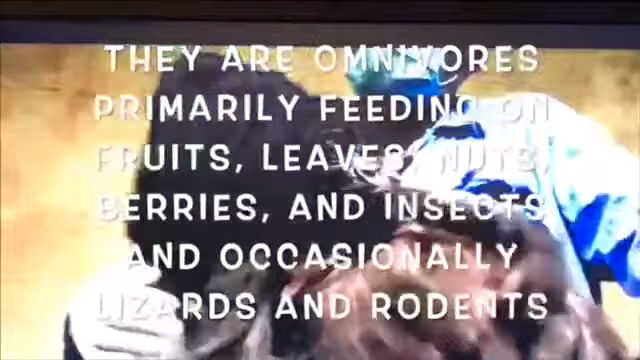 THEY ARE OMNIVORES
PRIMARILY FEEDING ON
FRUITS, LEAVES, NUTS,
BERRIES, AND INSECTS
AND OCCASIONALLY
LIZARDS AND RODENTS